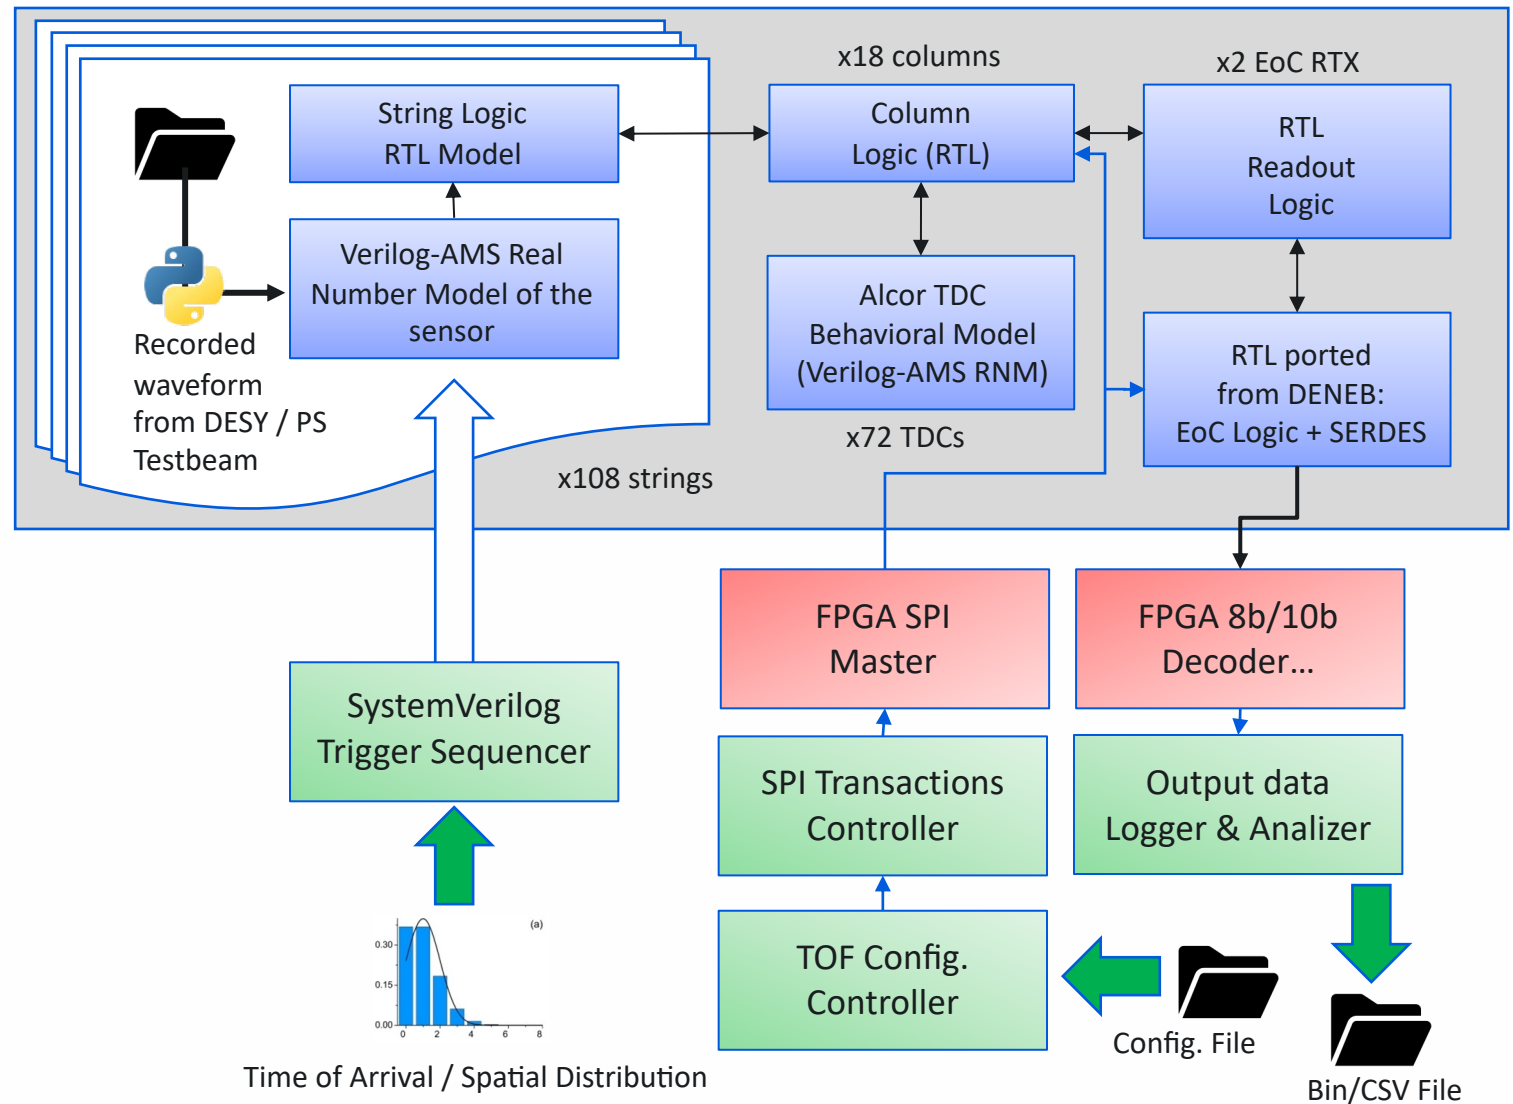 x18 columns
x2 EoC RTX
String Logic
RTL Model
Column
Logic (RTL)
RTL
Readout
Logic
Verilog-AMS Real
Number Model of the
sensor
Alcor TDC
Behavioral Model
(Verilog-AMS RNM)
RTL ported
from DENEB:
EoC Logic + SERDES
Recorded
waveform
from DESY / PS
Testbeam
x72 TDCs
x108 strings
FPGA SPI
Master
FPGA 8b/10b
Decoder...
SystemVerilog
Trigger Sequencer
SPI Transactions
Controller
Output data
Logger & Analizer
(a)
0.30
0.15
0.00
0 2 4 6 8
TOF Config.
Controller
Config. File
Time of Arrival / Spatial Distribution
Bin/CSV File